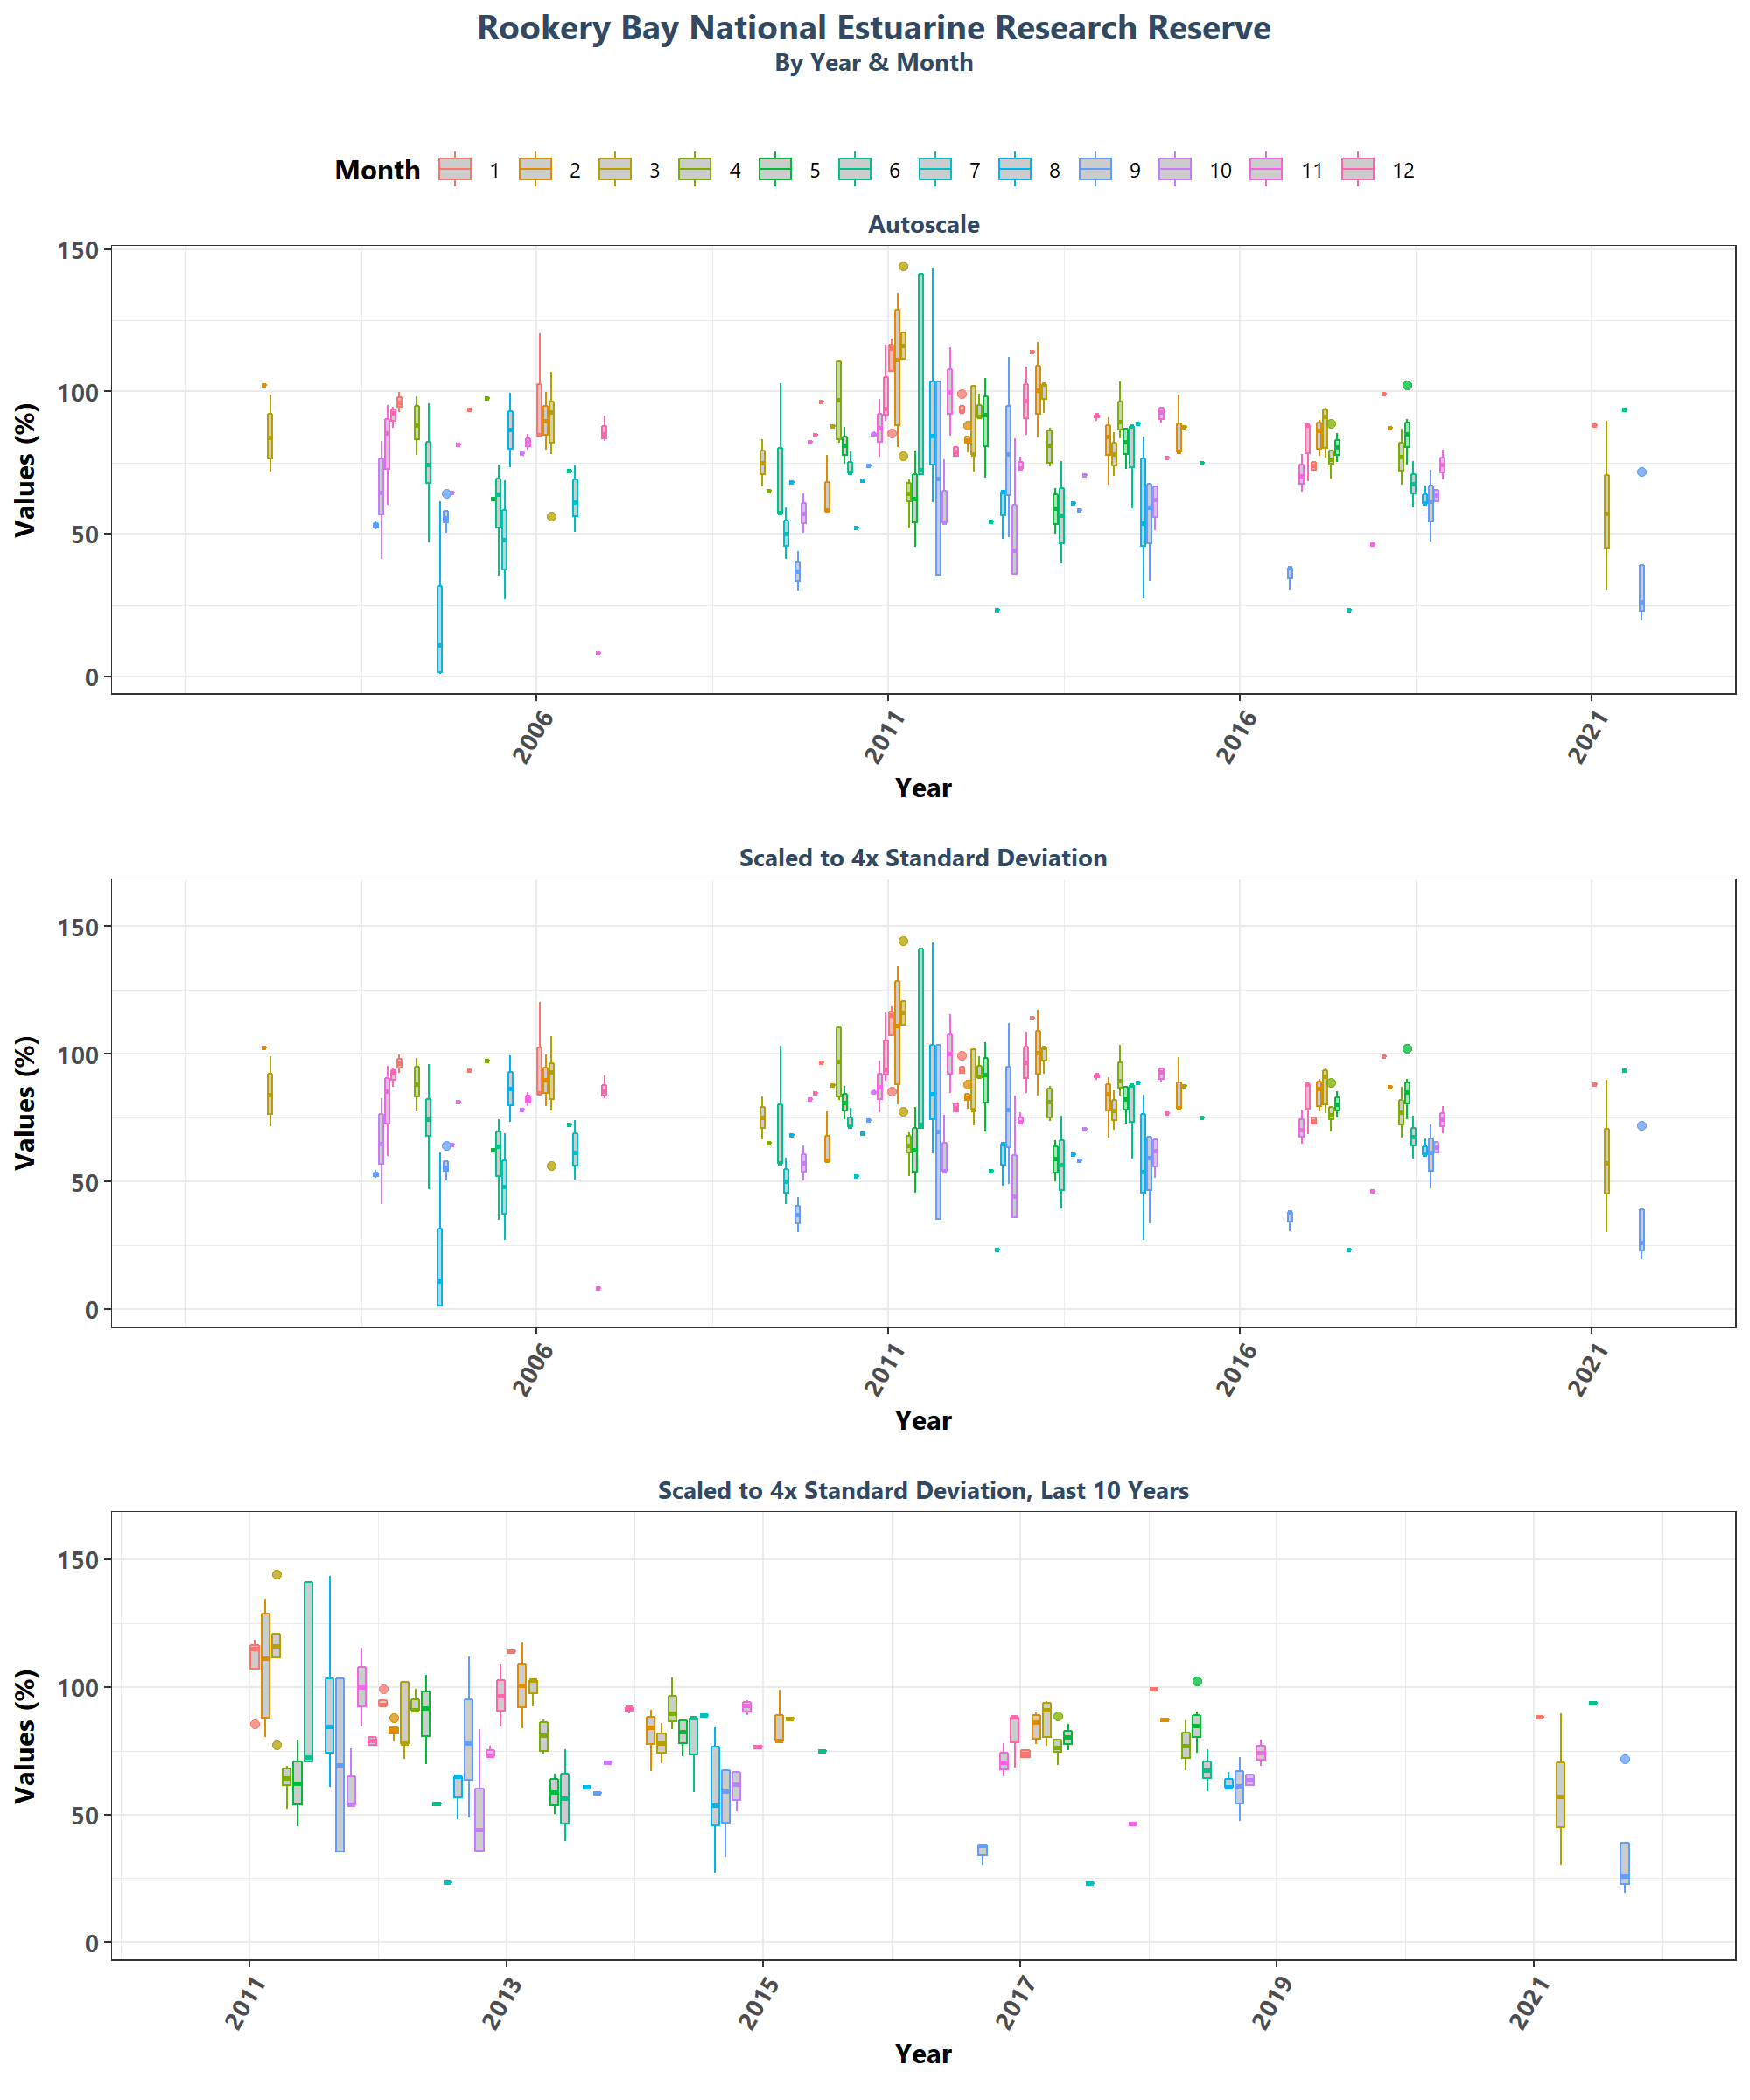 Rookery Bay National Estuarine Research Reserve
By Year & Month
Month 1 2 3 4 5 6 7 8 9 10 11 12
Autoscale
150
100
50
0
Values (%)
2006 2011 2016 2021
Year
Scaled to 4x Standard Deviation
150
100
50
0
Values (%)
2006 2011 2016 2021
Year
Scaled to 4x Standard Deviation, Last 10 Years
150
100
50
0
Values (%)
2011 2013 2015 2017 2019 2021
Year